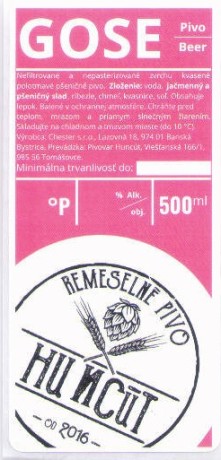 GOSE
Pivo
Beer
Nefiltrované a nepasterizované zvrchu kvasené
polotmavé pšeničné pivo. Zloženie: voda, jačmenný a
pšeničný slad, ríbezle, chmeľ, kvasnice, soľ. Obsahuje
lepok. Balené v ochrannej atmosfére. Chráňte pred
teplom, mrazom a priamym slnečným žiarením.
Skladujte na chladnom a tmavom mieste (do 10 °C)
Výrobca: Chester s.r.o., Lazovná 18, 974 01 Banská
Bystrica, Prevádzka: Pivovar Huncút, Vieštianska 166/1,
985 56 Tomášovce.
Minimálna trvanlivosť do:
°P
% Alk.
obj.
500ml
REMESELNÉ PIVO
HUNCÚT
- OD 2016 -